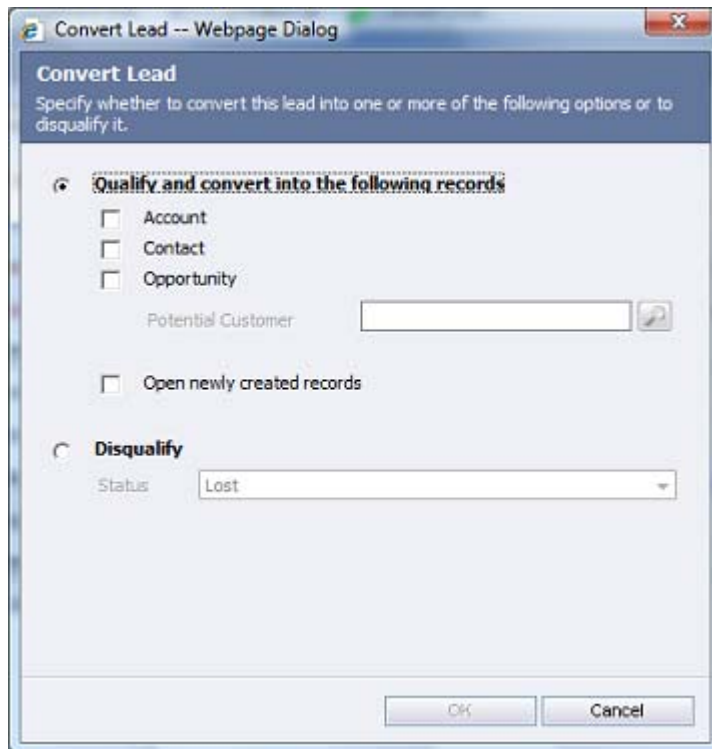 Convert Lead -- Webpage Dialog
Convert Lead
Specify whether to convert this lead into one or more of the following options or to
disqualify it.
Qualify and convert into the following records
Account
Contact
Opportunity
Potential Customer
Open newly created records
Disqualify
Status
Lost
OK
Cancel